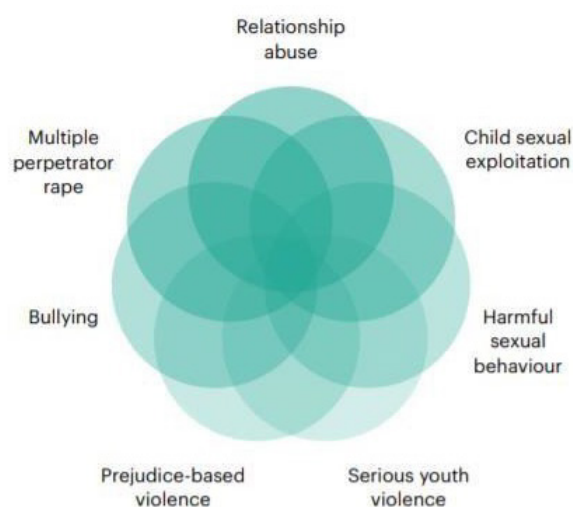 Relationship
abuse
Child sexual
exploitation
Harmful
sexual
behaviour
Serious youth
violence
Prejudice-based
violence
Bullying
Multiple
perpetrator
rape